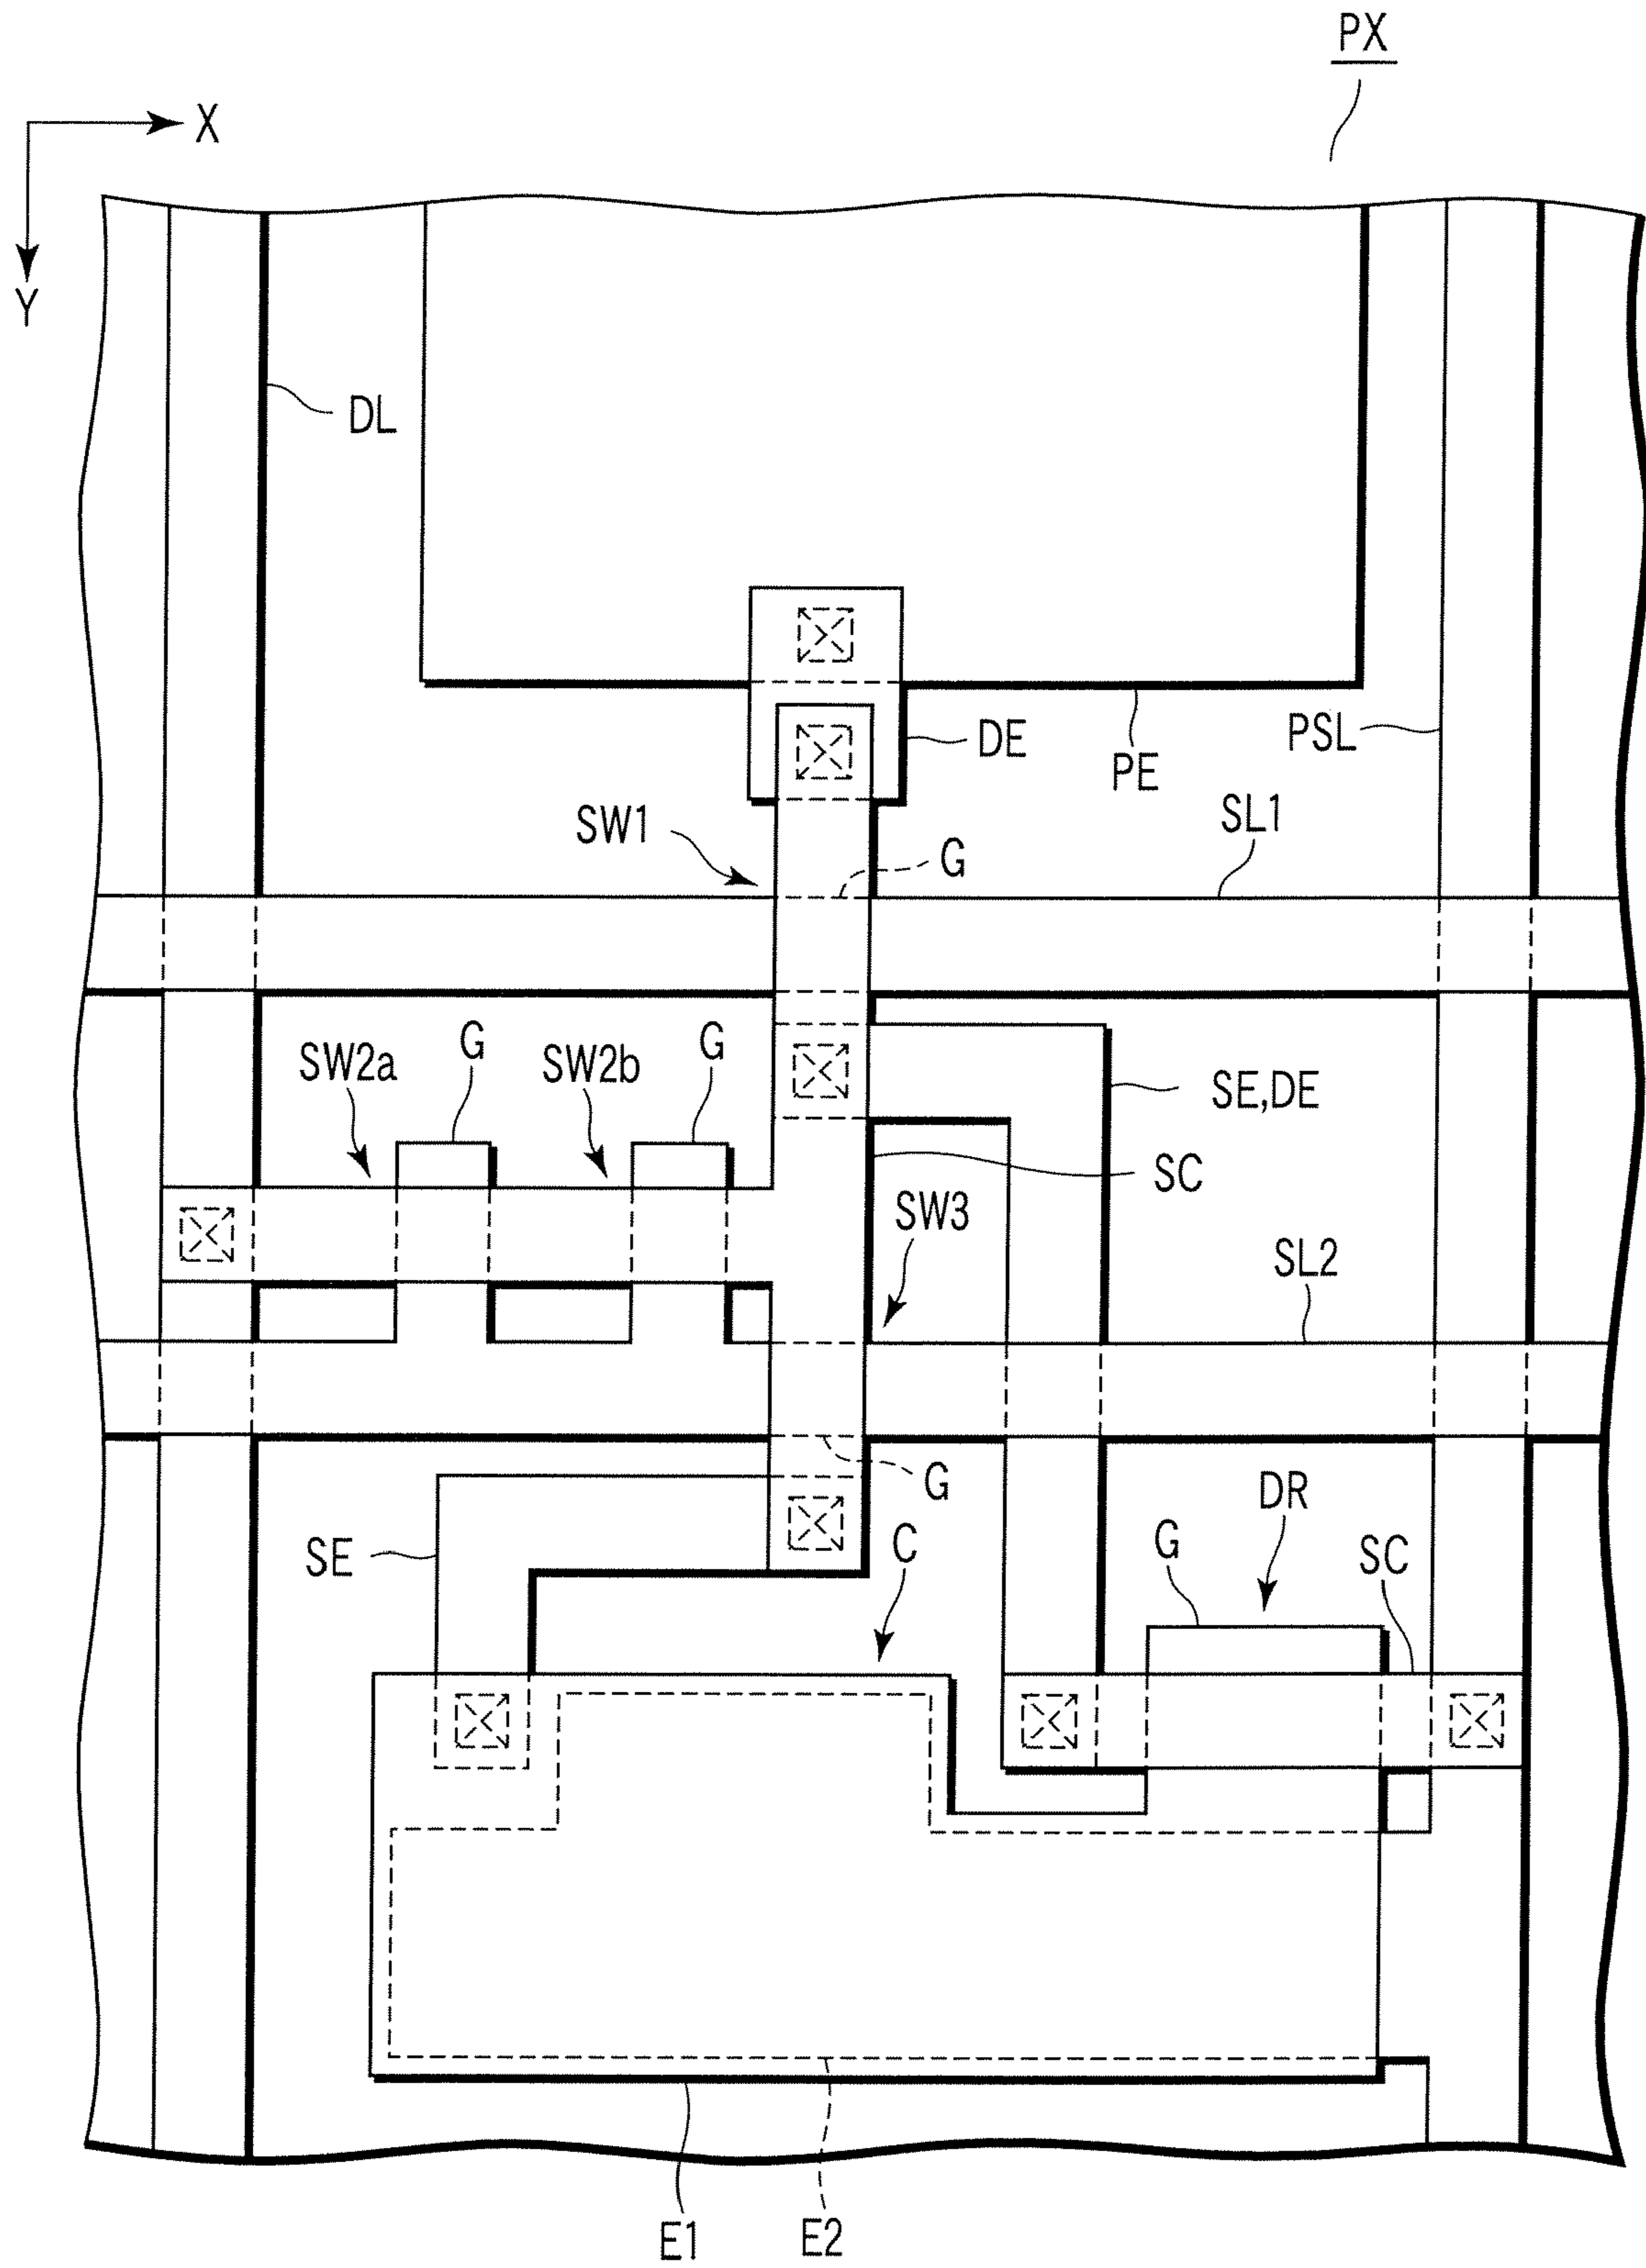 PX
X
Y
DL
DE
PE
PSL
SW1
G
SL1
SW2a
G
SW2b
G
SE,DE
SC
SW3
SL2
G
SE
C
G
DR
SC
E1
E2